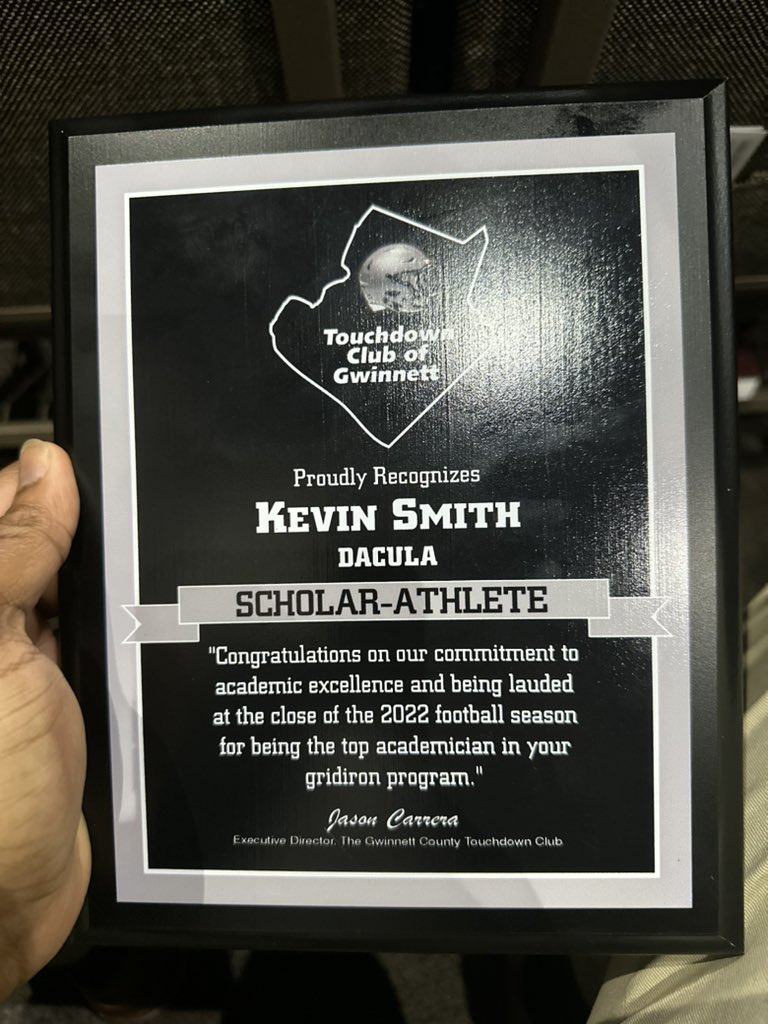 Touchdown
Club of
Gwinnett
Proudly Recognizes
KEVIN SMITH
DACULA
SCHOLAR-ATHLETE
"Congratulations on our commitment to
academic excellence and being lauded
at the close of the 2022 football season
for being the top academician in your
gridiron program."
Jason Carrera
Executive Director, The Gwinnett County Touchdown Club